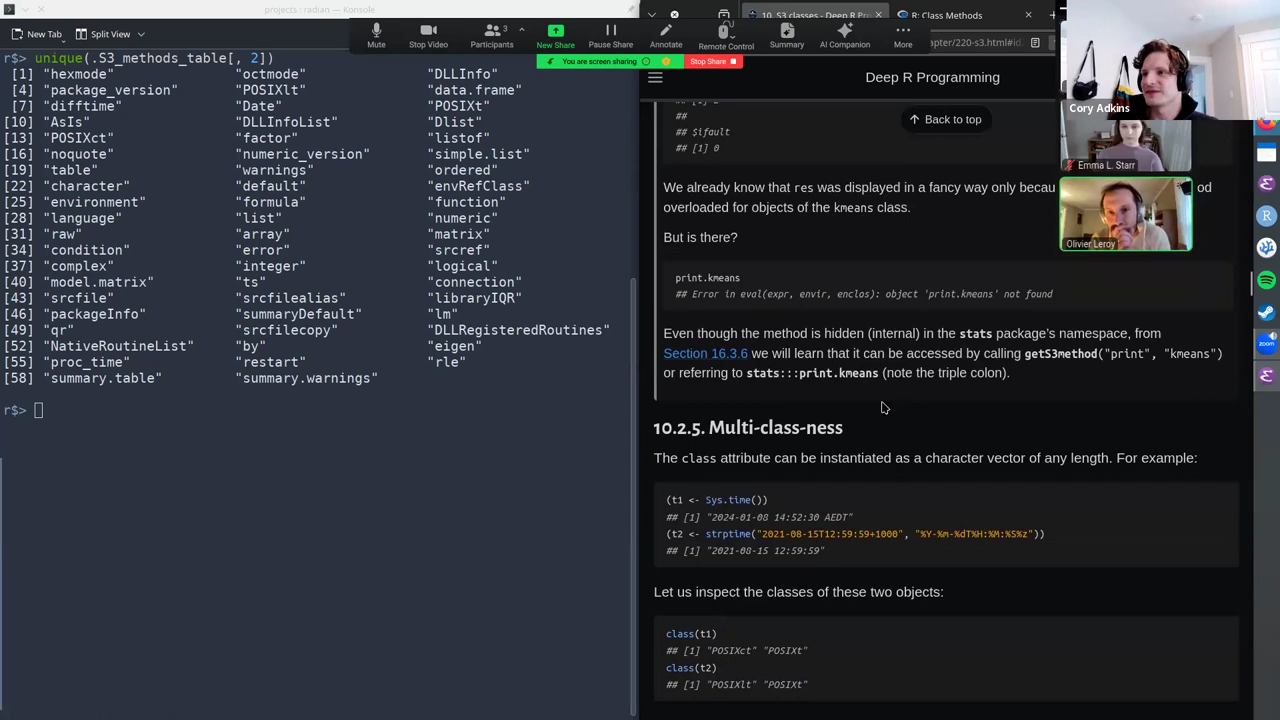 projects : radian — Konsole
New Tab
Split View
r$> unique(.S3_methods_table[, 2])
[1] "hexmode" "octmode" "DLLInfo"
[4] "package_version" "POSIXlt" "data.frame"
[7] "difftime" "Date" "POSIXt"
[10] "AsIs" "DLLInfoList" "Dlist"
[13] "POSIXct" "factor" "listof"
[16] "noquote" "numeric_version" "simple.list"
[19] "table" "warnings" "ordered"
[22] "character" "default" "envRefClass"
[25] "environment" "formula" "function"
[28] "language" "list" "numeric"
[31] "raw" "array" "matrix"
[34] "condition" "error" "srcref"
[37] "complex" "integer" "logical"
[40] "model.matrix" "ts" "connection"
[43] "srcfile" "srcfilealias" "libraryIQR"
[46] "packageInfo" "summaryDefault" "lm"
[49] "qr" "srcfilecopy" "DLLRegisteredRoutines"
[52] "NativeRoutineList" "by" "eigen"
[55] "proc_time" "restart" "rle"
[58] "summary.table" "summary.warnings"
r$>
Mute
Stop Video
Participants
3
New Share
Pause Share
Annotate
Remote Control
Summary
AI Companion
More
You are screen sharing
Stop Share
10. S3 classes - Deep R Pro
R: Class Methods
apter/220-s3.html#id
Deep R Programming
Back to top
##
## $ifault
## [1] 0
We already know that res was displayed in a fancy way only becau
od
overloaded for objects of the kmeans class.
But is there?
print.kmeans
## Error in eval(expr, envir, enclos): object 'print.kmeans' not found
Even though the method is hidden (internal) in the stats package's namespace, from
Section 16.3.6 we will learn that it can be accessed by calling getS3method("print", "kmeans")
or referring to stats:::print.kmeans (note the triple colon).
10.2.5. Multi-class-ness
The class attribute can be instantiated as a character vector of any length. For example:
(t1 <- Sys.time())
## [1] "2024-01-08 14:52:30 AEDT"
(t2 <- strptime("2021-08-15T12:59:59+1000", "%Y-%m-%dT%H:%M:%S%z"))
## [1] "2021-08-15 12:59:59"
Let us inspect the classes of these two objects:
class(t1)
## [1] "POSIXct" "POSIXt"
class(t2)
## [1] "POSIXlt" "POSIXt"
Cory Adkins
Emma L. Starr
Olivier Leroy
zoom